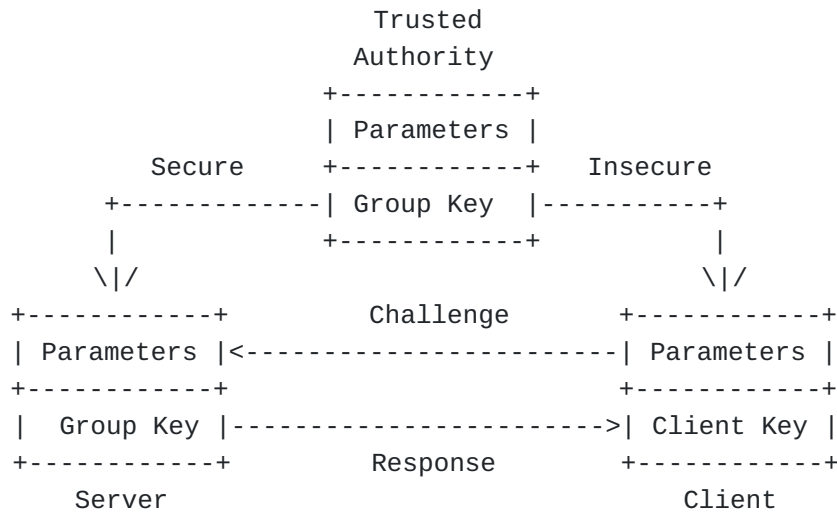 Trusted
Authority
+------------+
| Parameters |
Secure +------------+ Insecure
+-------------| Group Key |-----------+
| +------------+ |
\|/ \|/
+------------+ Challenge +------------+
| Parameters |<------------------------| Parameters |
+------------+ +------------+
| Group Key |------------------------>| Client Key |
+------------+ Response +------------+
Server Client